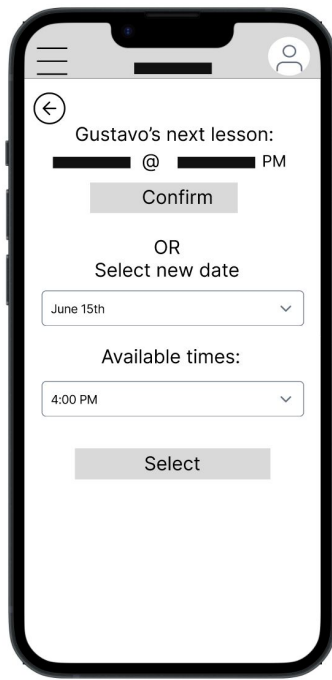 Gustavo's next lesson:
@ PM
Confirm
OR
Select new date
June 15th
Available times:
4:00 PM
Select